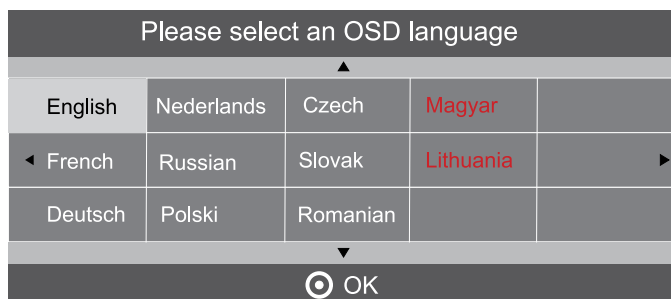 Please select an OSD language
English Nederlands Czech Magyar
French Russian Slovak Lithuania
Deutsch Polski Romanian
OK